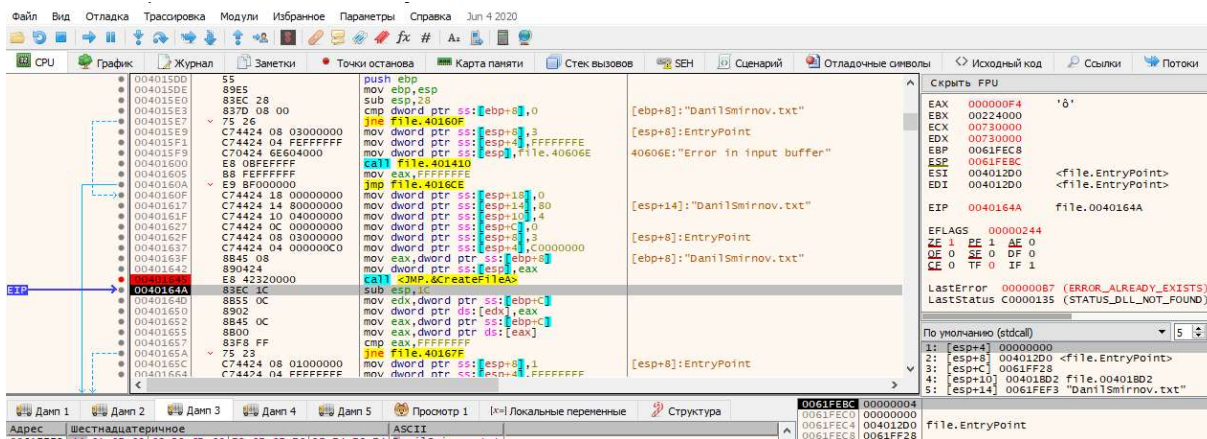 Файл Вид Отладка Трассировка Модули Избранное Параметры Справка Jun 4 2020
CPU График Журнал Заметки Точки останова Карта памяти Стек вызовов SEH Сценарий Отладочные символы Исходный код Ссылки Потоки
004015DD 55 push ebp
004015DE 89E5 mov ebp,esp
004015E0 83EC 28 sub esp,28
004015E3 837D 08 00 cmp dword ptr ss:[ebp+8],0 [ebp+8]:"DanilSmirnov.txt"
004015E7 75 26 jne file.40160F
004015E9 C74424 08 03000000 mov dword ptr ss:[esp+8],3 [esp+8]:EntryPoint
004015F1 C74424 04 FEFFFFFF mov dword ptr ss:[esp+4],FFFFFFFE
004015F9 C70424 6E604000 mov dword ptr ss:[esp],file.40606E 40606E:"Error in input buffer"
00401600 E8 0BFEFFFF call file.401410
00401605 B8 FEFFFFFF mov eax,FFFFFFFE
0040160A E9 BF000000 jmp file.4016CE
0040160F C74424 18 00000000 mov dword ptr ss:[esp+18],0
00401617 C74424 14 80000000 mov dword ptr ss:[esp+14],80 [esp+14]:"DanilSmirnov.txt"
0040161F C74424 10 04000000 mov dword ptr ss:[esp+10],4
00401627 C74424 0C 00000000 mov dword ptr ss:[esp+C],0
0040162F C74424 08 03000000 mov dword ptr ss:[esp+8],3 [esp+8]:EntryPoint
00401637 C74424 04 000000C0 mov dword ptr ss:[esp+4],C0000000
0040163F 8B45 08 mov eax,dword ptr ss:[ebp+8] [ebp+8]:"DanilSmirnov.txt"
00401642 890424 mov dword ptr ss:[esp],eax
00401645 E8 42320000 call <JMP.&CreateFileA>
EIP 0040164A 83EC 1C sub esp,1C
0040164D 8B55 0C mov edx,dword ptr ss:[ebp+C]
00401650 8902 mov dword ptr ds:[edx],eax
00401652 8B45 0C mov eax,dword ptr ss:[ebp+C]
00401655 8B00 mov eax,dword ptr ds:[eax]
00401657 83F8 FF cmp eax,FFFFFFFF
0040165A 75 23 jne file.40167F
0040165C C74424 08 01000000 mov dword ptr ss:[esp+8],1 [esp+8]:EntryPoint
00401664 C74424 04 FFFFFFFF mov dword ptr ss:[esp+4],FFFFFFFF
Скрыть FPU
EAX 000000F4 'ô'
EBX 00224000
ECX 00730000
EDX 00730000
EBP 0061FEC8
ESP 0061FEBC
ESI 004012D0 <file.EntryPoint>
EDI 004012D0 <file.EntryPoint>
EIP 0040164A file.0040164A
EFLAGS 00000244
ZF 1 PF 1 AF 0
OF 0 SF 0 DF 0
CF 0 TF 0 IF 1
LastError 000000B7 (ERROR_ALREADY_EXISTS)
LastStatus C0000135 (STATUS_DLL_NOT_FOUND)
По умолчанию (stdcall) 5
1: [esp+4] 00000000
2: [esp+8] 004012D0 <file.EntryPoint>
3: [esp+C] 0061FF28
4: [esp+10] 00401BD2 file.00401BD2
5: [esp+14] 0061FEF3 "DanilSmirnov.txt"
Дамп 1 Дамп 2 Дамп 3 Дамп 4 Дамп 5 Просмотр 1 Локальные переменные Структура
Адрес Шестнадцатеричное ASCII
0061FEBC 00000004
0061FEC0 00000000
0061FEC4 004012D0 file.EntryPoint
0061FEC8 0061FF28